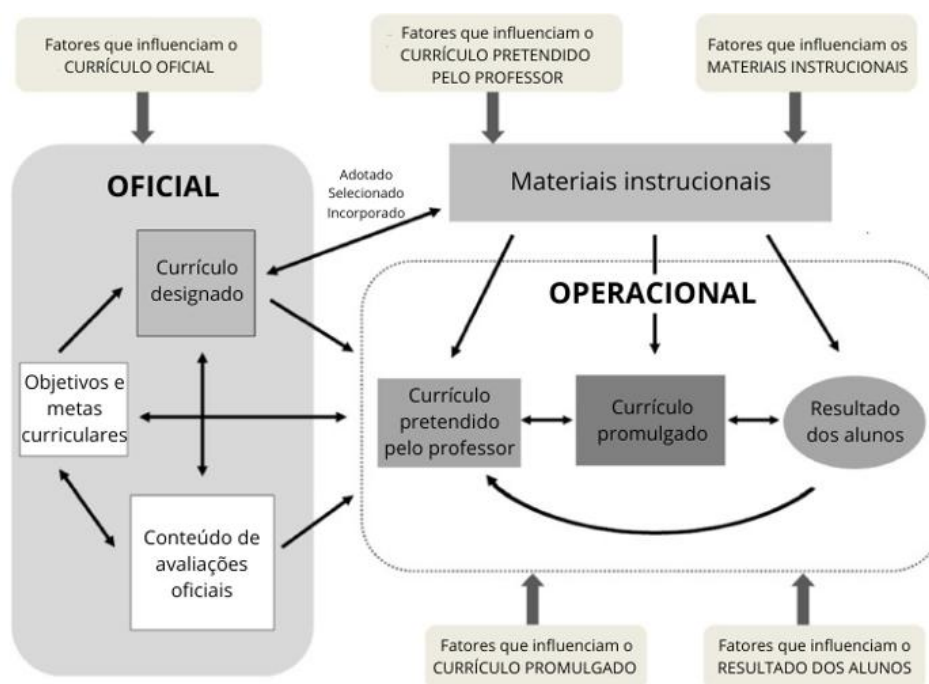 Fatores que influenciam o
CURRÍCULO OFICIAL
Fatores que influenciam o
CURRÍCULO PRETENDIDO
PELO PROFESSOR
Fatores que influenciam os
MATERIAIS INSTRUCIONAIS
OFICIAL
Adotado
Selecionado
Incorporado
Materiais instrucionais
Currículo
designado
OPERACIONAL
Objetivos e
metas
curriculares
Currículo
pretendido
pelo professor
Currículo
promulgado
Resultado
dos alunos
Conteúdo de
avaliações
oficiais
Fatores que influenciam o
CURRÍCULO PROMULGADO
Fatores que influenciam o
RESULTADO DOS ALUNOS